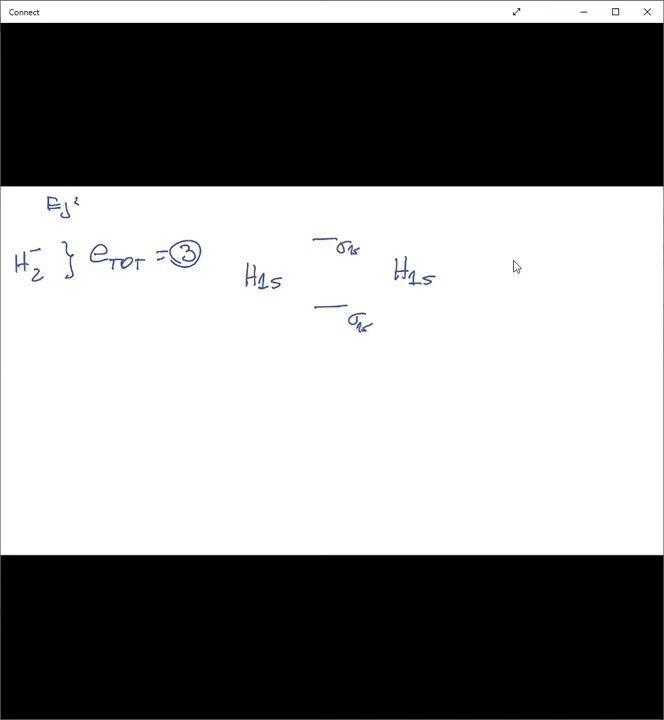 Connect
Ej:
H₂⁻ } e_TOT = 3
σ1s
H1s H1s
σ1s